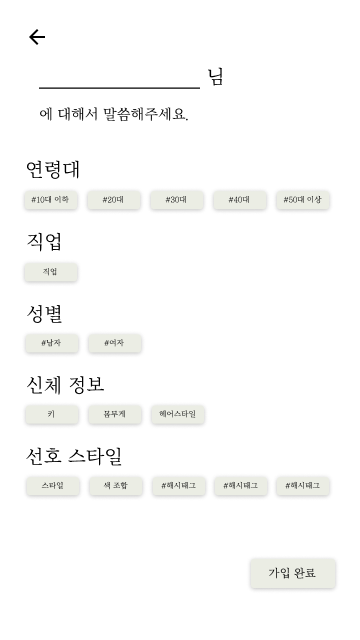 님
에 대해서 말씀해주세요.
연령대
#10대 이하 #20대 #30대 #40대 #50대 이상
직업
직업
성별
#남자 #여자
신체 정보
키 몸무게 헤어스타일
선호 스타일
스타일 색 조합 #해시태그 #해시태그 #해시태그
가입 완료